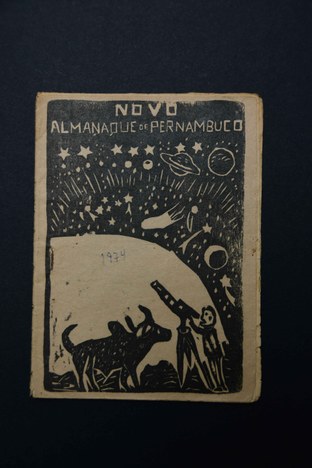 NOVO
ALMANAQUE DE PERNAMBUCO
1974